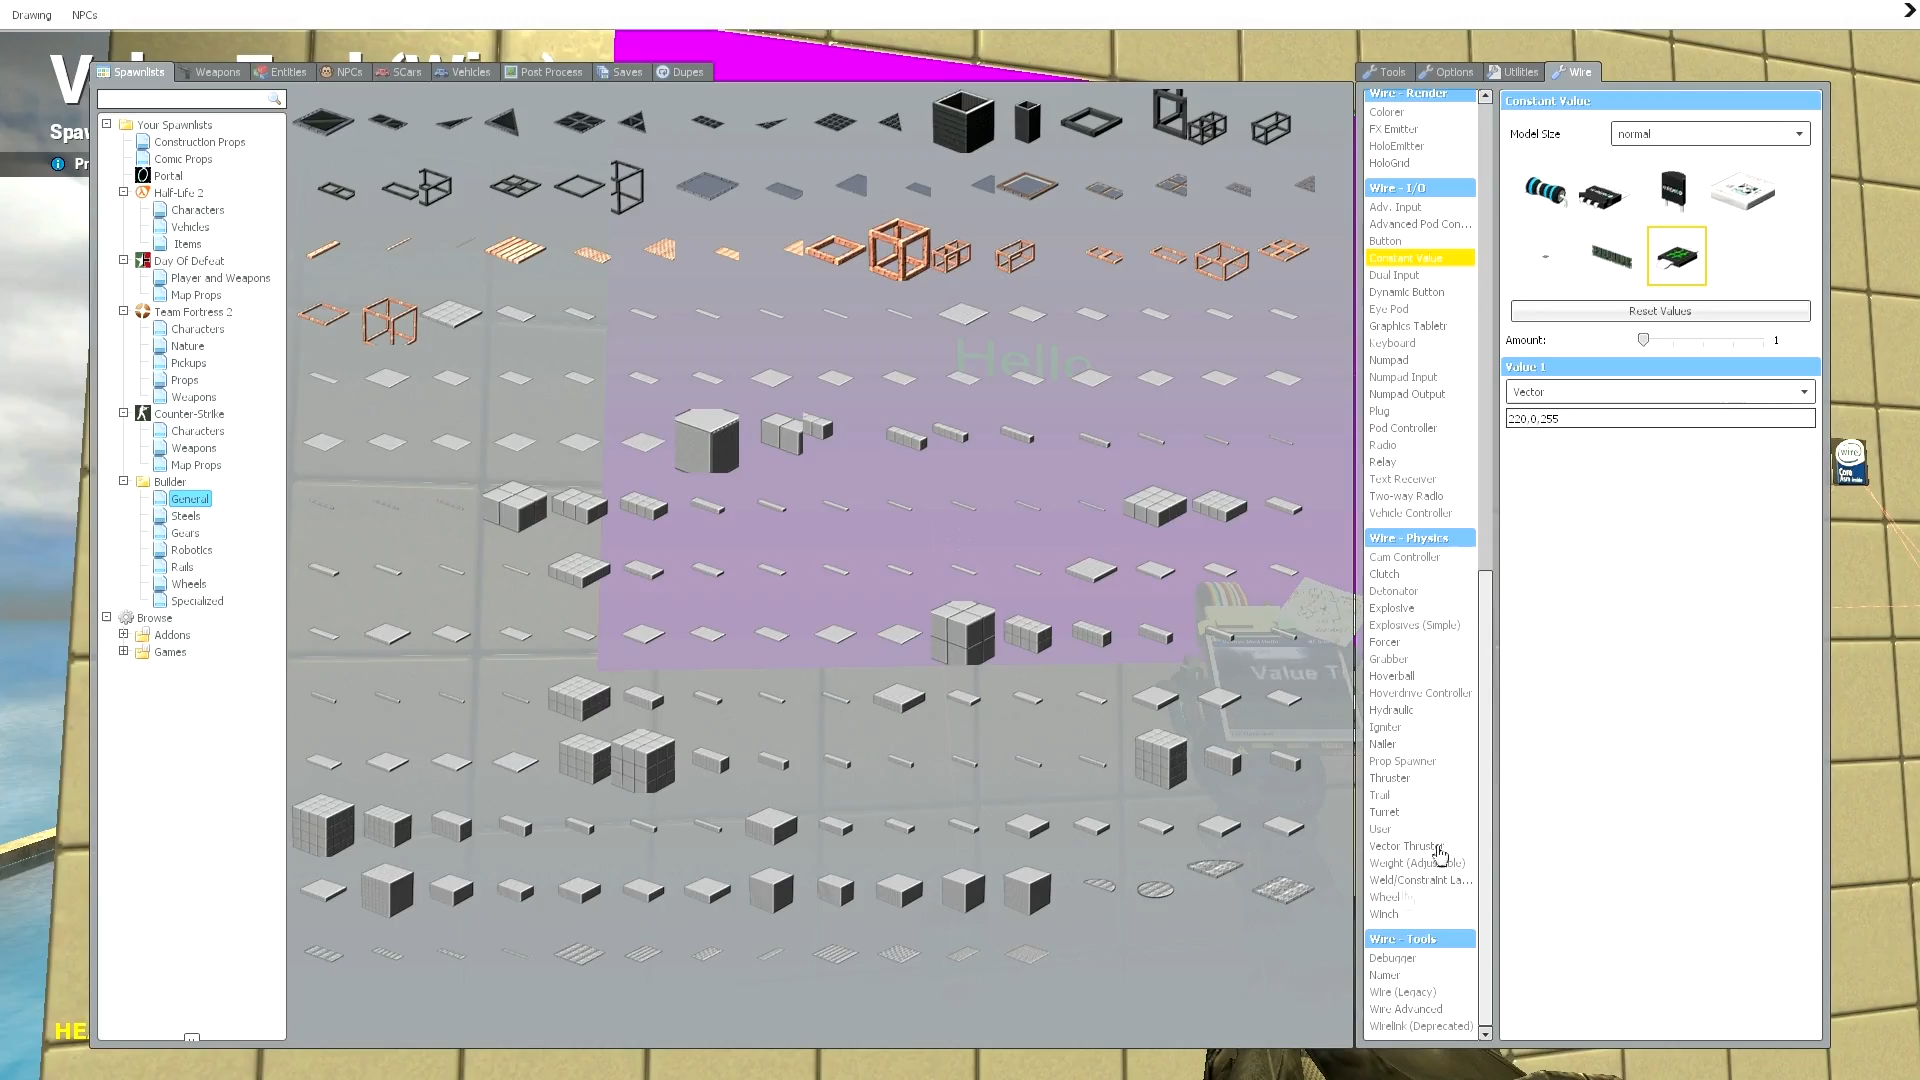 Drawing NPCs
Spawnlists Weapons Entities NPCs SCars Vehicles Post Process Saves Dupes
Tools Options Utilities Wire
Your Spawnlists
Construction Props
Comic Props
Portal
Half-Life 2
Characters
Vehicles
Items
Day Of Defeat
Player and Weapons
Map Props
Team Fortress 2
Characters
Nature
Pickups
Props
Weapons
Counter-Strike
Characters
Weapons
Map Props
Builder
General
Steels
Gears
Robotics
Rails
Wheels
Specialized
Browse
Addons
Games
Hello
Value T
HE
Wire - Render
Colorer
FX Emitter
HoloEmitter
HoloGrid
Wire - I/O
Adv. Input
Advanced Pod Con...
Button
Constant Value
Dual Input
Dynamic Button
Eye Pod
Graphics Tabletr
Keyboard
Numpad
Numpad Input
Numpad Output
Plug
Pod Controller
Radio
Relay
Text Receiver
Two-way Radio
Vehicle Controller
Wire - Physics
Cam Controller
Clutch
Detonator
Explosive
Explosives (Simple)
Forcer
Grabber
Hoverball
Hoverdrive Controller
Hydraulic
Igniter
Nailer
Prop Spawner
Thruster
Trail
Turret
User
Vector Thruster
Weight (Adjustable)
Weld/Constraint La...
Wheel
Winch
Wire - Tools
Debugger
Namer
Wire (Legacy)
Wire Advanced
Wirelink (Deprecated)
Constant Value
Model Size normal
Reset Values
Amount: 1
Value 1
Vector
220,0,255
wire